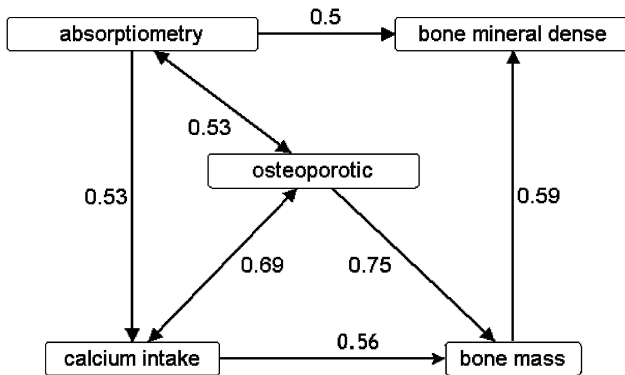 absorptiometry
0.5
bone mineral dense
0.53
osteoporotic
0.53
0.59
0.69
0.75
calcium intake
0.56
bone mass